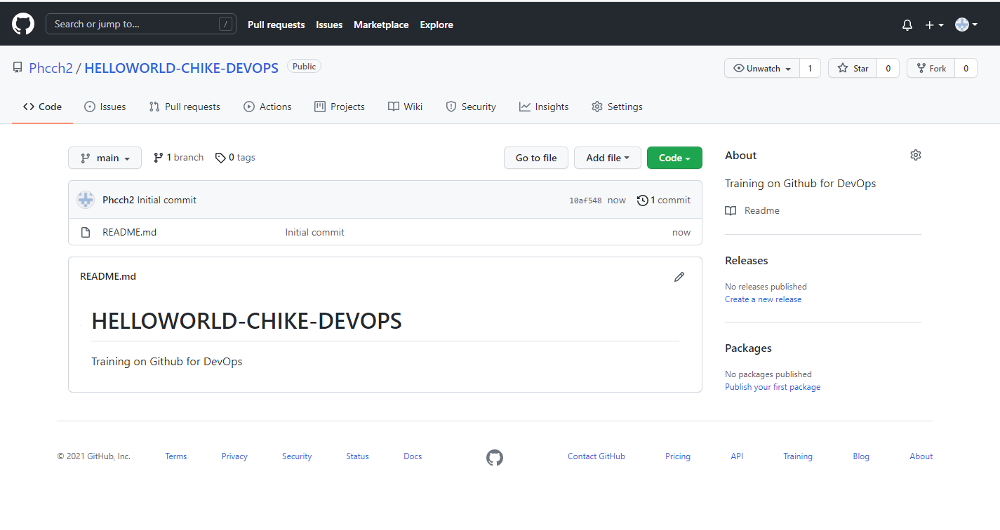 Search or jump to... /
Pull requests Issues Marketplace Explore
Phcch2 / HELLOWORLD-CHIKE-DEVOPS Public
Unwatch 1 Star 0 Fork 0
Code Issues Pull requests Actions Projects Wiki Security Insights Settings
main 1 branch 0 tags
Go to file Add file Code
Phcch2 Initial commit 10af548 now 1 commit
README.md Initial commit now
README.md
HELLOWORLD-CHIKE-DEVOPS
Training on Github for DevOps
About
Training on Github for DevOps
Readme
Releases
No releases published
Create a new release
Packages
No packages published
Publish your first package
© 2021 GitHub, Inc. Terms Privacy Security Status Docs Contact GitHub Pricing API Training Blog About